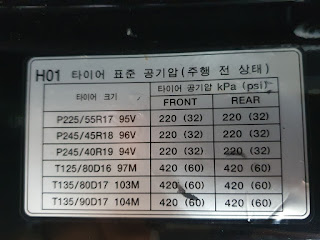 H01 타이어 표준 공기압(주행 전 상태)
타이어 크기 타이어 공기압 kPa (psi)
FRONT REAR
P225/55R17 95V 220 (32) 220 (32)
P245/45R18 96V 220 (32) 220 (32)
P245/40R19 94V 220 (32) 220 (32)
T125/80D16 97M 420 (60) 420 (60)
T135/80D17 103M 420 (60) 420 (60)
T135/90D17 104M 420 (60) 420 (60)